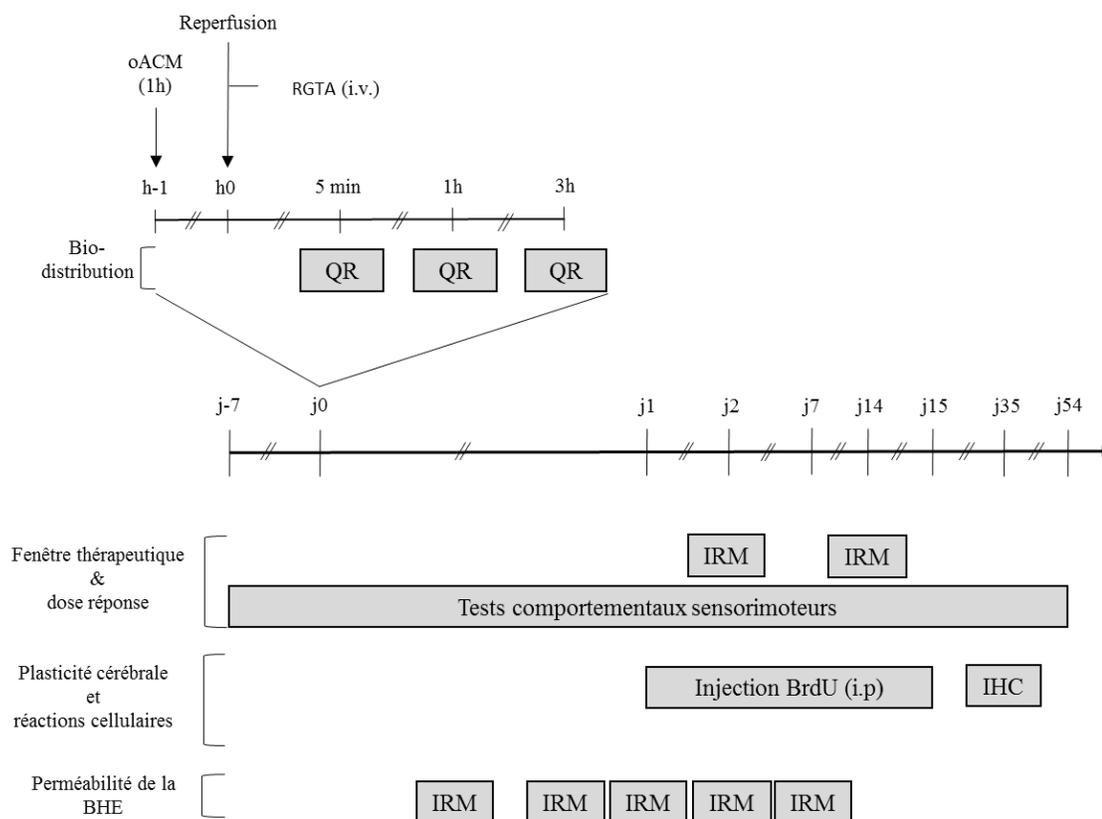 Reperfusion
oACM
(1h)
RGTA (i.v.)
h-1 h0 5 min 1h 3h
Bio-
distribution
QR QR QR
j-7 j0 j1 j2 j7 j14 j15 j35 j54
Fenêtre thérapeutique
&
dose réponse
IRM IRM
Tests comportementaux sensorimoteurs
Plasticité cérébrale
et
réactions cellulaires
Injection BrdU (i.p) IHC
Perméabilité de la
BHE
IRM IRM IRM IRM IRM